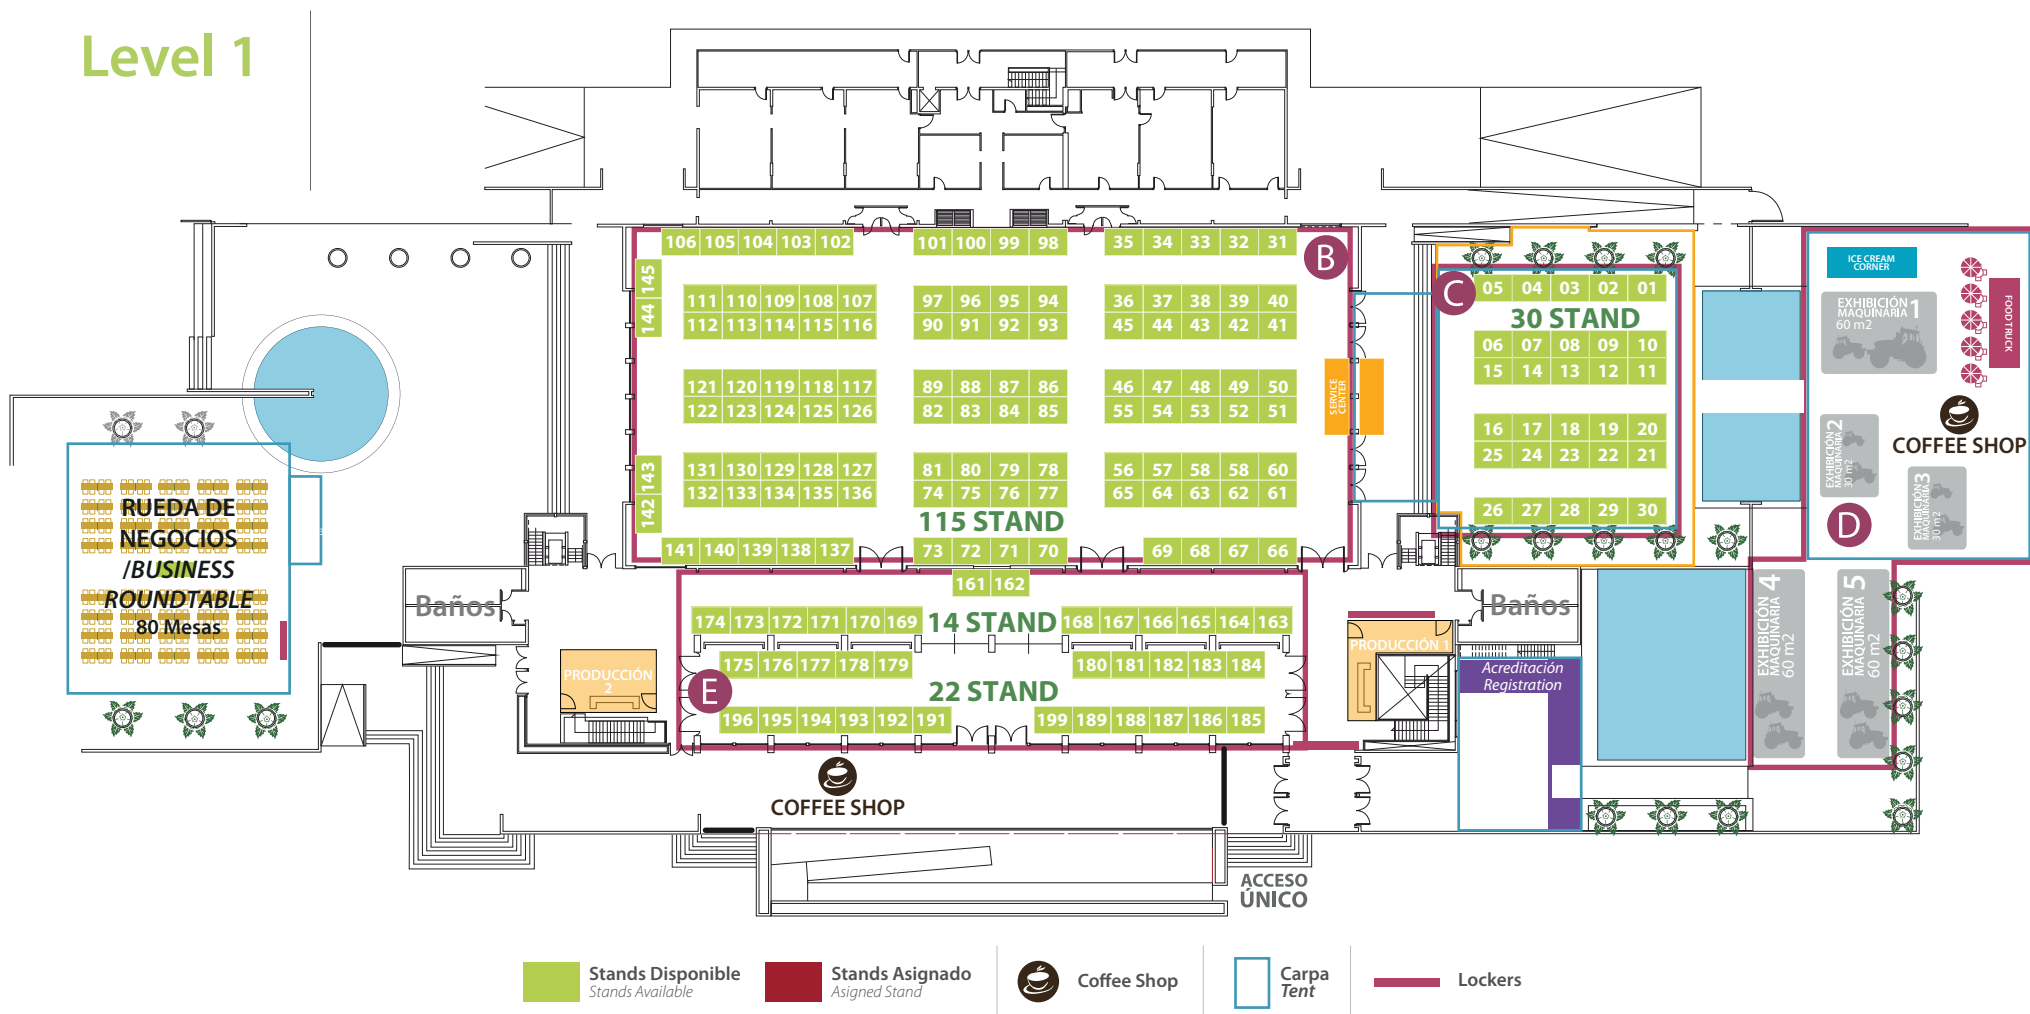 Level 1
106 105 104 103 102
101 100 99 98
35 34 33 32 31
B
145
144
111 110 109 108 107
112 113 114 115 116
97 96 95 94
90 91 92 93
36 37 38 39 40
45 44 43 42 41
121 120 119 118 117
122 123 124 125 126
89 88 87 86
82 83 84 85
46 47 48 49 50
55 54 53 52 51
SERVICE
CENTER
143
142
131 130 129 128 127
132 133 134 135 136
81 80 79 78
74 75 76 77
56 57 58 58 60
65 64 63 62 61
115 STAND
141 140 139 138 137
73 72 71 70
69 68 67 66
C
05 04 03 02 01
30 STAND
06 07 08 09 10
15 14 13 12 11
16 17 18 19 20
25 24 23 22 21
26 27 28 29 30
ICE CREAM
CORNER
EXHIBICIÓN
MAQUINARIA 1
60 m2
FOOD TRUCK
COFFEE SHOP
EXHIBICIÓN
MAQUINARIA 2
30 m2
EXHIBICIÓN
MAQUINARIA 3
30 m2
D
EXHIBICIÓN
MAQUINARIA 4
60 m2
EXHIBICIÓN
MAQUINARIA 5
60 m2
RUEDA DE
NEGOCIOS
/BUSINESS
ROUNDTABLE
80 Mesas
Baños
161 162
174 173 172 171 170 169
14 STAND
168 167 166 165 164 163
175 176 177 178 179
180 181 182 183 184
E
22 STAND
196 195 194 193 192 191
199 189 188 187 186 185
PRODUCCIÓN
2
PRODUCCIÓN 1
Baños
Acreditación
Registration
COFFEE SHOP
ACCESO
ÚNICO
Stands Disponible
Stands Available
Stands Asignado
Asigned Stand
Coffee Shop
Carpa
Tent
Lockers